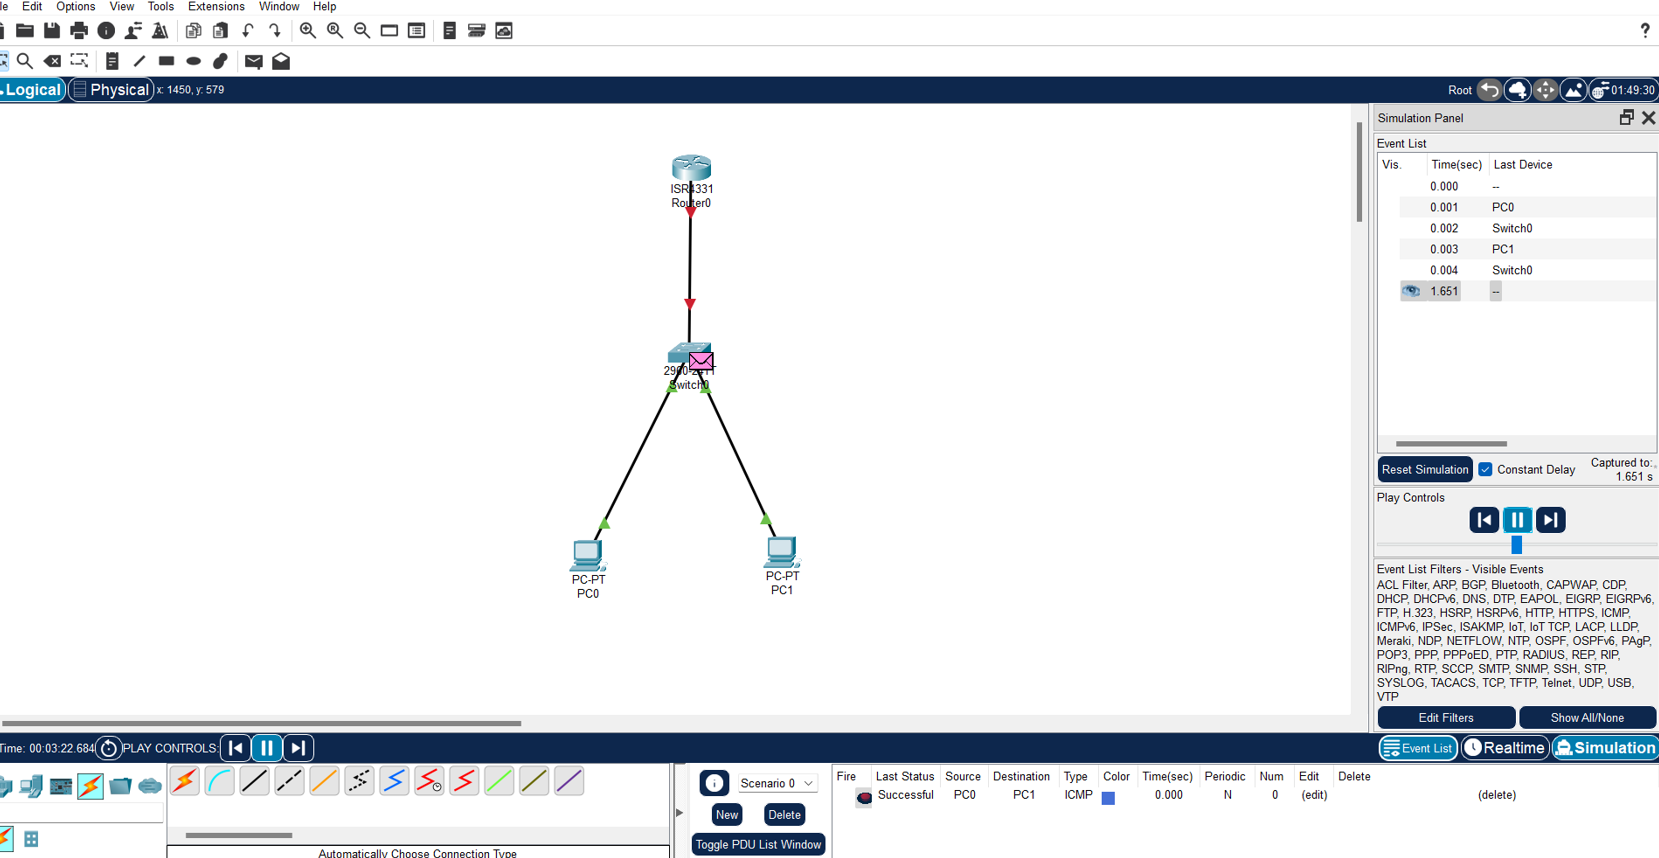 le Edit Options View Tools Extensions Window Help
?
Logical Physical x: 1450, y: 579 Root 01:49:30
Simulation Panel
Event List
Vis. Time(sec) Last Device
0.000 --
0.001 PC0
0.002 Switch0
0.003 PC1
0.004 Switch0
1.651 --
ISR4331
Router0
Switch0
PC-PT
PC0
PC-PT
PC1
Reset Simulation Constant Delay Captured to:
1.651 s
Play Controls
Event List Filters - Visible Events
ACL Filter, ARP, BGP, Bluetooth, CAPWAP, CDP,
DHCP, DHCPv6, DNS, DTP, EAPOL, EIGRP, EIGRPv6,
FTP, H.323, HSRP, HSRPv6, HTTP, HTTPS, ICMP,
ICMPv6, IPSec, ISAKMP, IoT, IoT TCP, LACP, LLDP,
Meraki, NDP, NETFLOW, NTP, OSPF, OSPFv6, PAgP,
POP3, PPP, PPPoED, PTP, RADIUS, REP, RIP,
RIPng, RTP, SCCP, SMTP, SNMP, SSH, STP,
SYSLOG, TACACS, TCP, TFTP, Telnet, UDP, USB,
VTP
Edit Filters Show All/None
Time: 00:03:22.684 PLAY CONTROLS: Event List Realtime Simulation
Scenario 0
New Delete
Toggle PDU List Window
Fire Last Status Source Destination Type Color Time(sec) Periodic Num Edit Delete
Successful PC0 PC1 ICMP 0.000 N 0 (edit) (delete)
Automatically Choose Connection Type